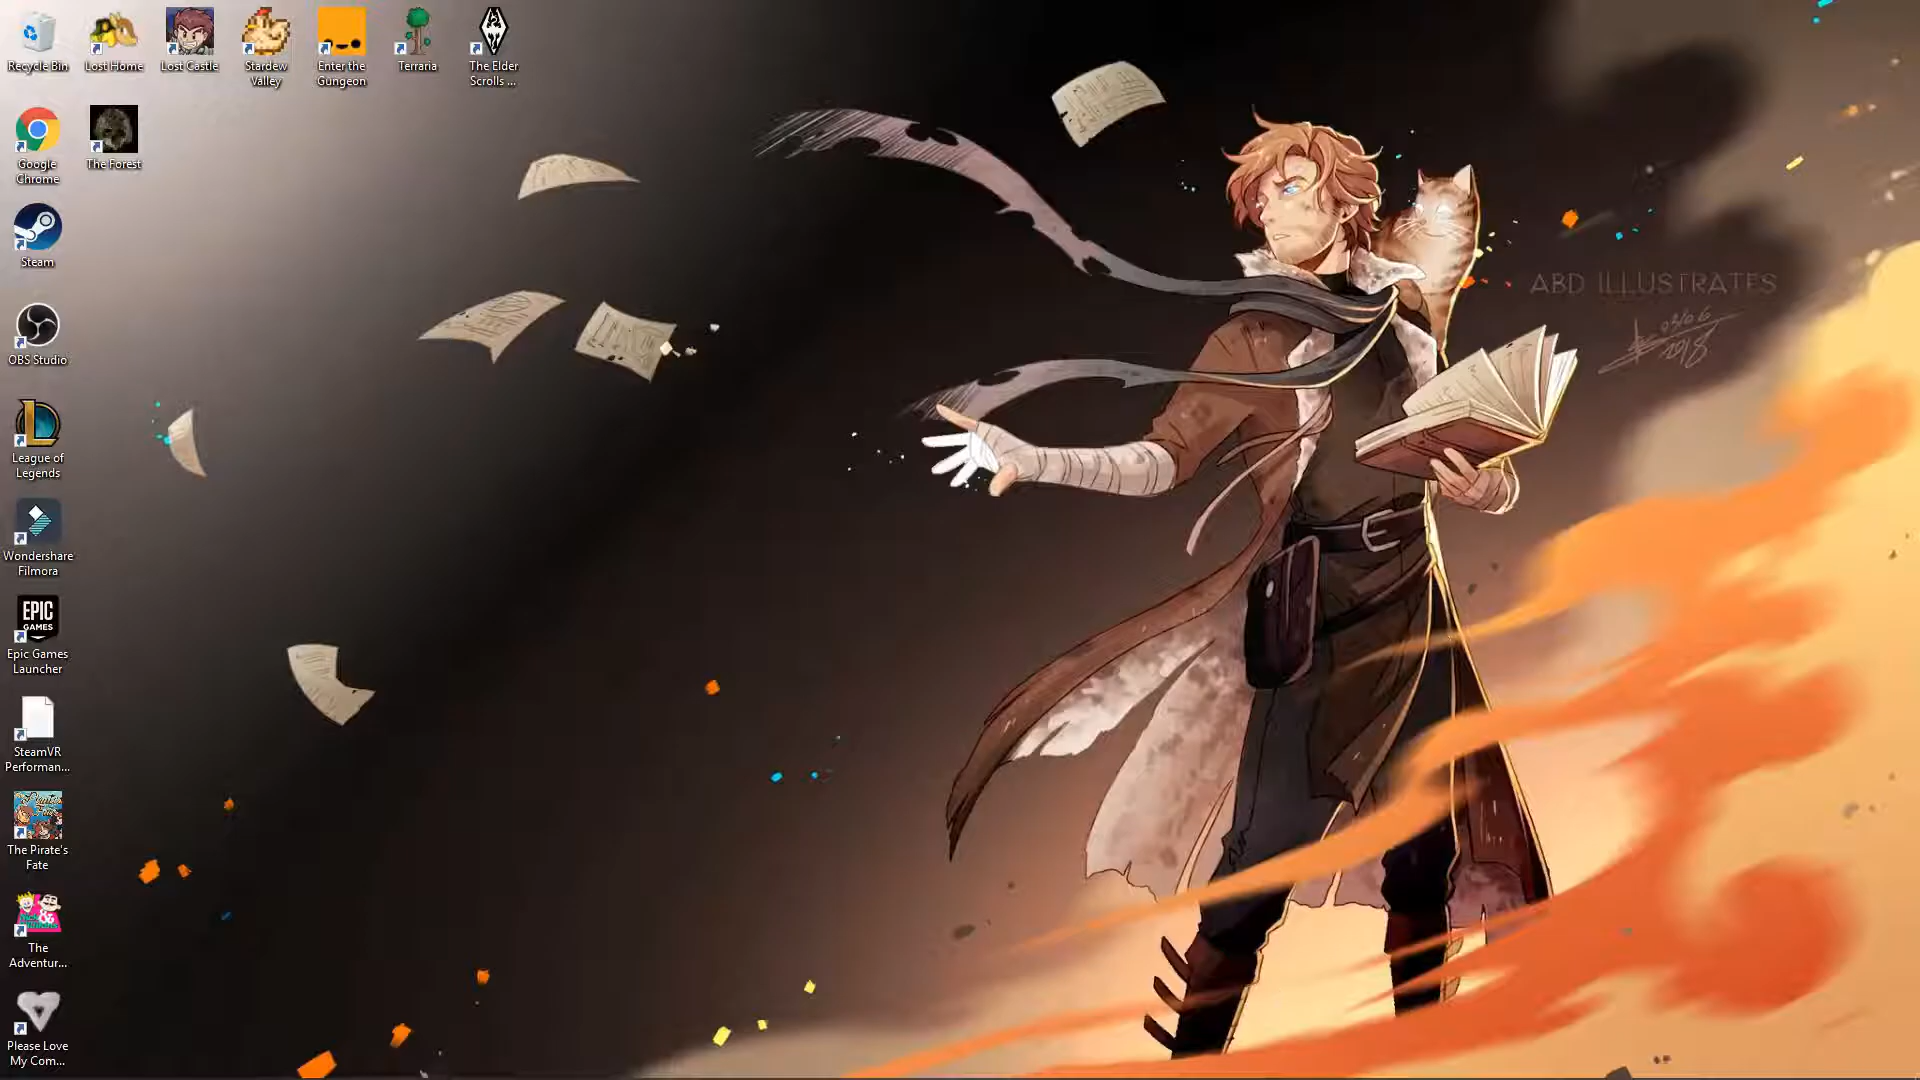 Recycle Bin
Lost Home
Lost Castle
Stardew
Valley
Enter the
Gungeon
Terraria
The Elder
Scrolls ...
Google
Chrome
The Forest
Steam
OBS Studio
League of
Legends
Wondershare
Filmora
EPIC
GAMES
Epic Games
Launcher
SteamVR
Performan...
The Pirate's
Fate
The
Adventur...
Please Love
My Com...
ABD ILLUSTRATES
03/06
2018